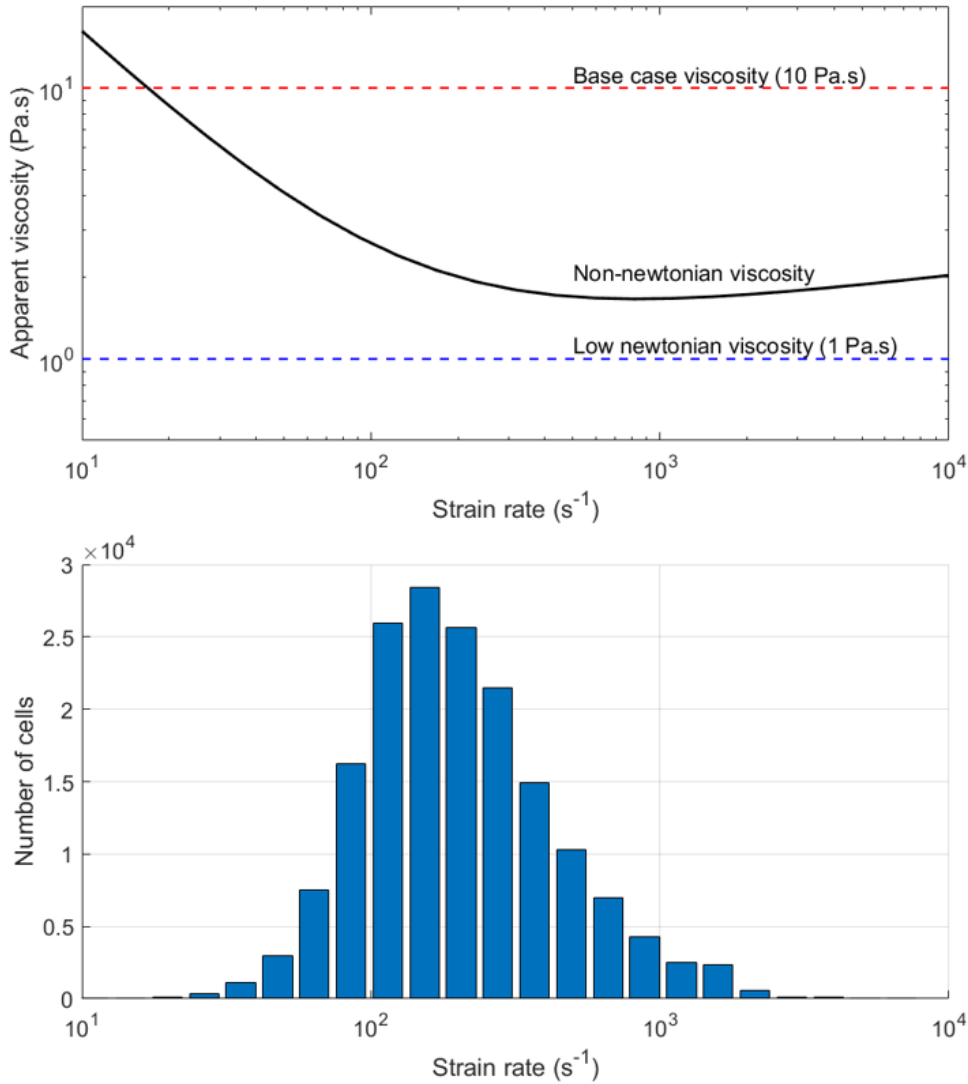 Base case viscosity (10 Pa.s)
10^1
Apparent viscosity (Pa.s)
Non-newtonian viscosity
Low newtonian viscosity (1 Pa.s)
10^0
10^1 10^2 10^3 10^4
Strain rate (s^-1)
×10^4
3
2.5
2
Number of cells
1.5
1
0.5
0
10^1 10^2 10^3 10^4
Strain rate (s^-1)